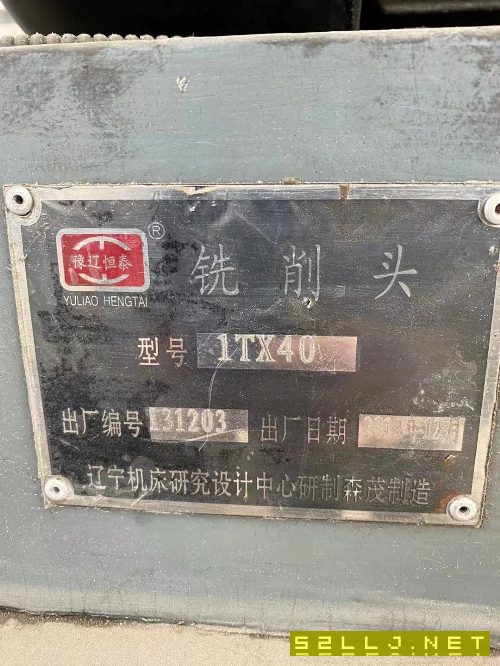 豫辽恒泰
®
YULIAO HENGTAI
铣削头
型号 1TX40
出厂编号 131203 出厂日期
辽宁机床研究设计中心研制森茂制造
52LLJ.NET